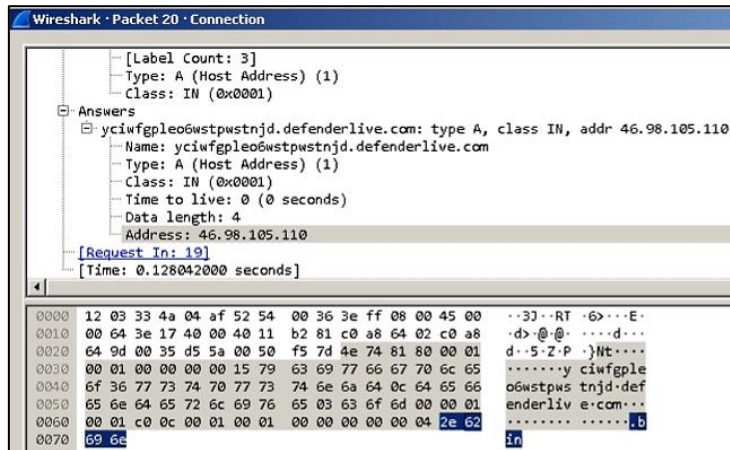 Wireshark · Packet 20 · Connection
[Label Count: 3]
Type: A (Host Address) (1)
Class: IN (0x0001)
Answers
yciwfgpleo6wstpwstnjd.defenderlive.com: type A, class IN, addr 46.98.105.110
Name: yciwfgpleo6wstpwstnjd.defenderlive.com
Type: A (Host Address) (1)
Class: IN (0x0001)
Time to live: 0 (0 seconds)
Data length: 4
Address: 46.98.105.110
[Request In: 19]
[Time: 0.128042000 seconds]
0000 12 03 33 4a 04 af 52 54 00 36 3e ff 08 00 45 00 ··3J··RT ·6>···E·
0010 00 64 3e 17 40 00 40 11 b2 81 c0 a8 64 02 c0 a8 ·d>·@·@· ····d···
0020 64 9d 00 35 d5 5a 00 50 f5 7d 4e 74 81 80 00 01 d··5·Z·P ·}Nt····
0030 00 01 00 00 00 00 15 79 63 69 77 66 67 70 6c 65 ·······y ciwfgple
0040 6f 36 77 73 74 70 77 73 74 6e 6a 64 0c 64 65 66 o6wstpws tnjd·def
0050 65 6e 64 65 72 6c 69 76 65 03 63 6f 6d 00 00 01 enderliv e·com···
0060 00 01 c0 0c 00 01 00 01 00 00 00 00 00 04 2e 62 ········ ······.b
0070 69 6e in